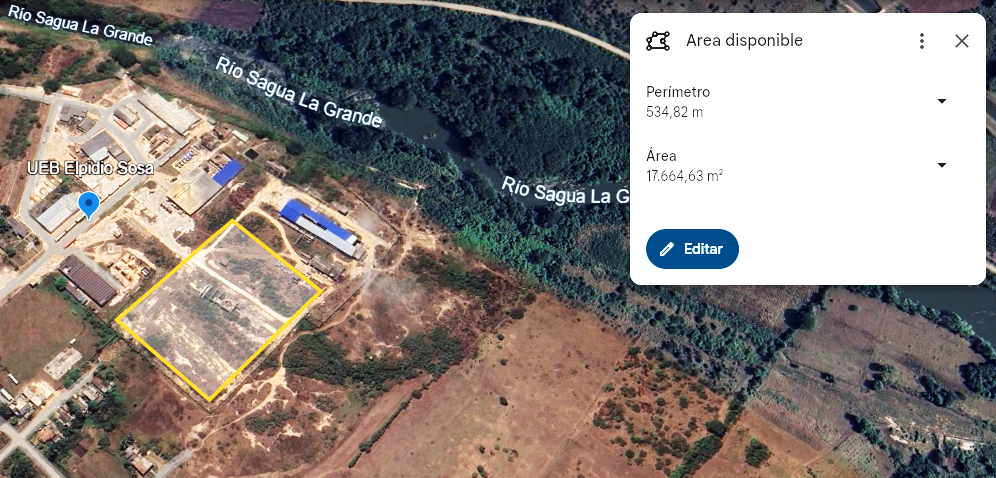 Río Sagua La Grande
Río Sagua La Grande
Río Sagua La G
UEB Elpidio Sosa
Area disponible
Perímetro
534,82 m
Área
17.664,63 m²
Editar